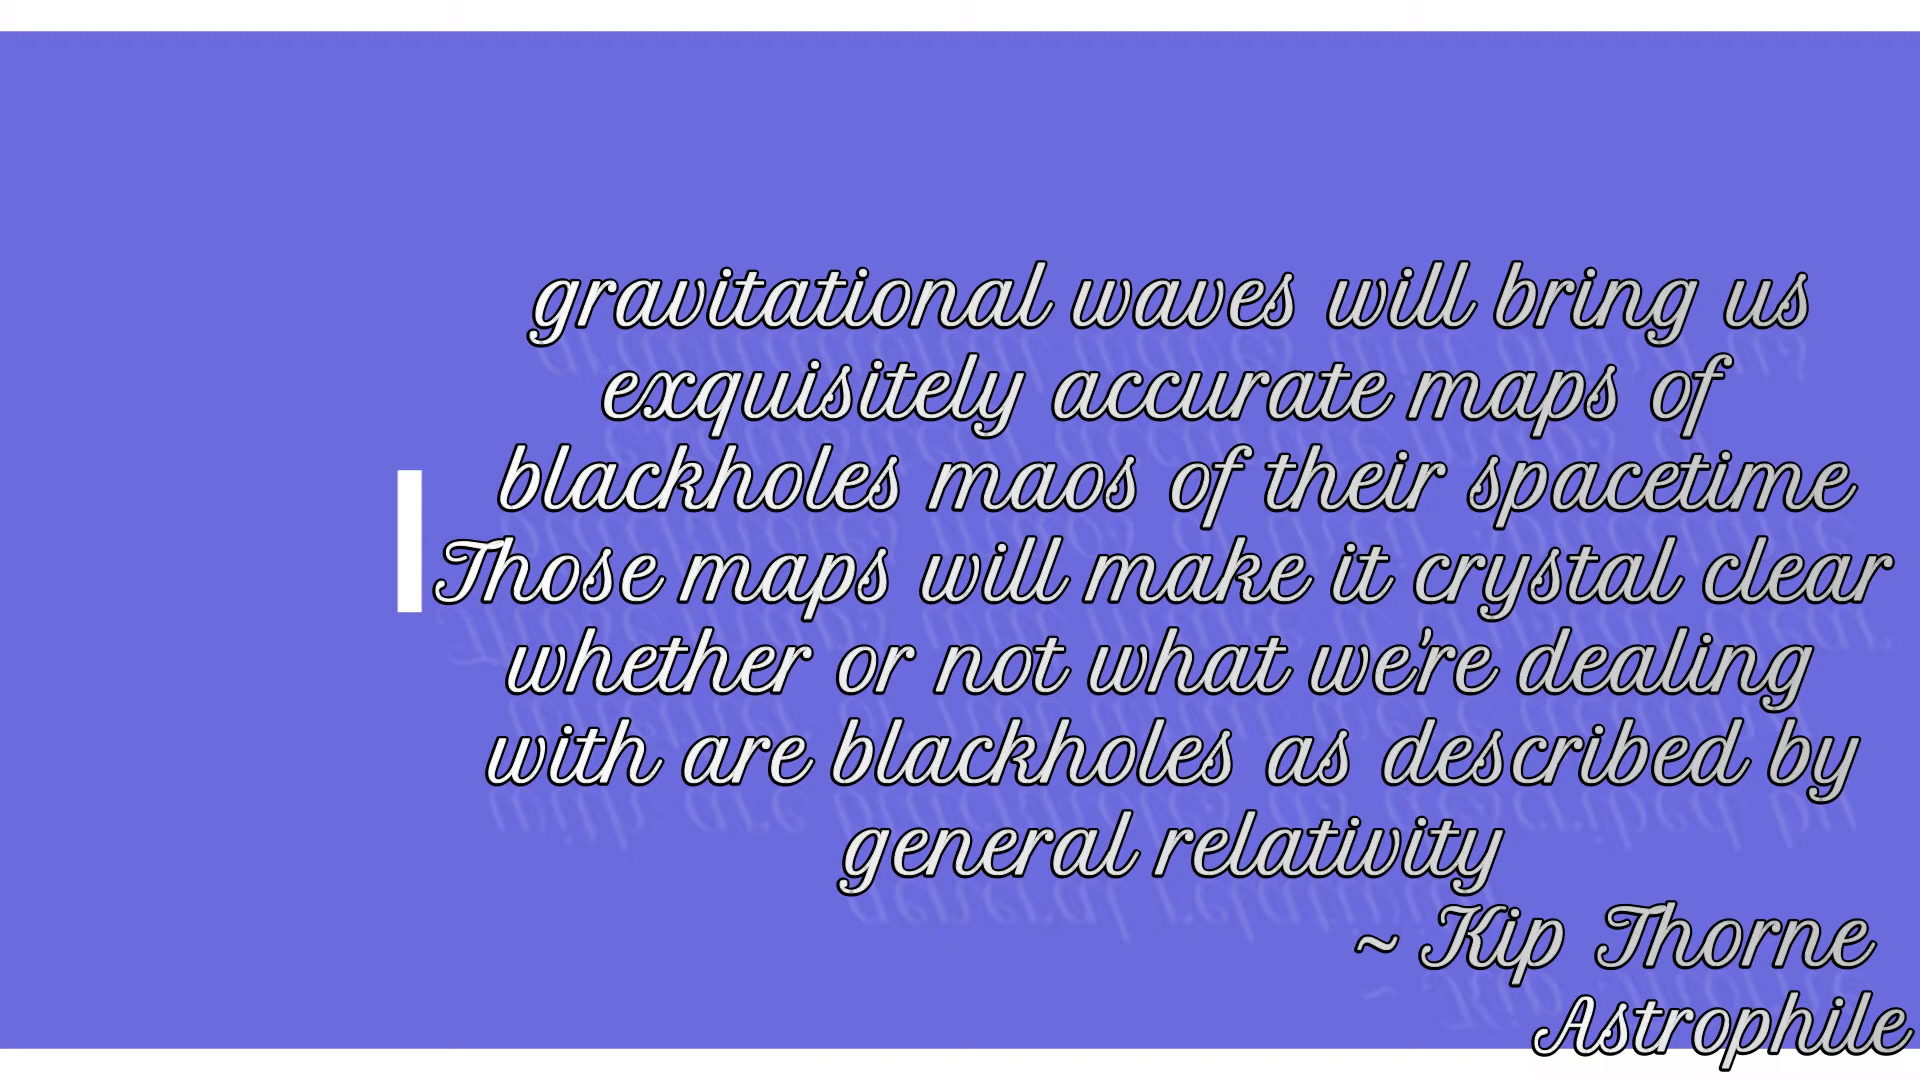 gravitational waves will bring us
exquisitely accurate maps of
blackholes maos of their spacetime
Those maps will make it crystal clear
whether or not what we're dealing
with are blackholes as described by
general relativity
~ Kip Thorne
Astrophile